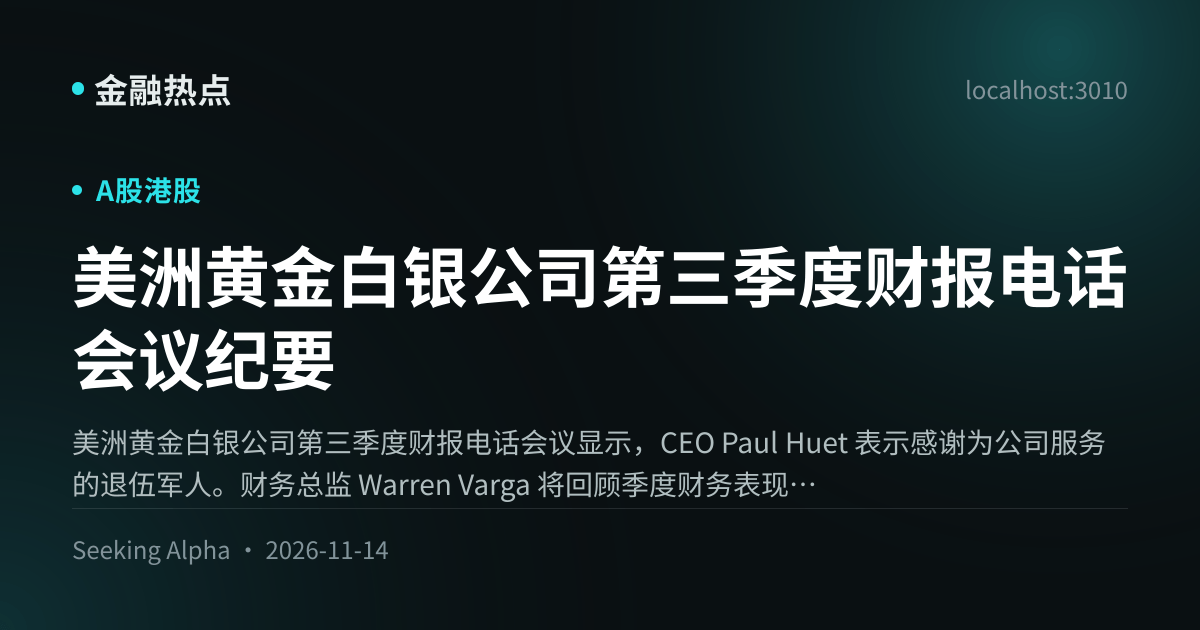 金融热点
localhost:3010
A股港股
美洲黄金白银公司第三季度财报电话
会议纪要
美洲黄金白银公司第三季度财报电话会议显示，CEO Paul Huet 表示感谢为公司服务
的退伍军人。财务总监 Warren Varga 将回顾季度财务表现…
Seeking Alpha · 2026-11-14